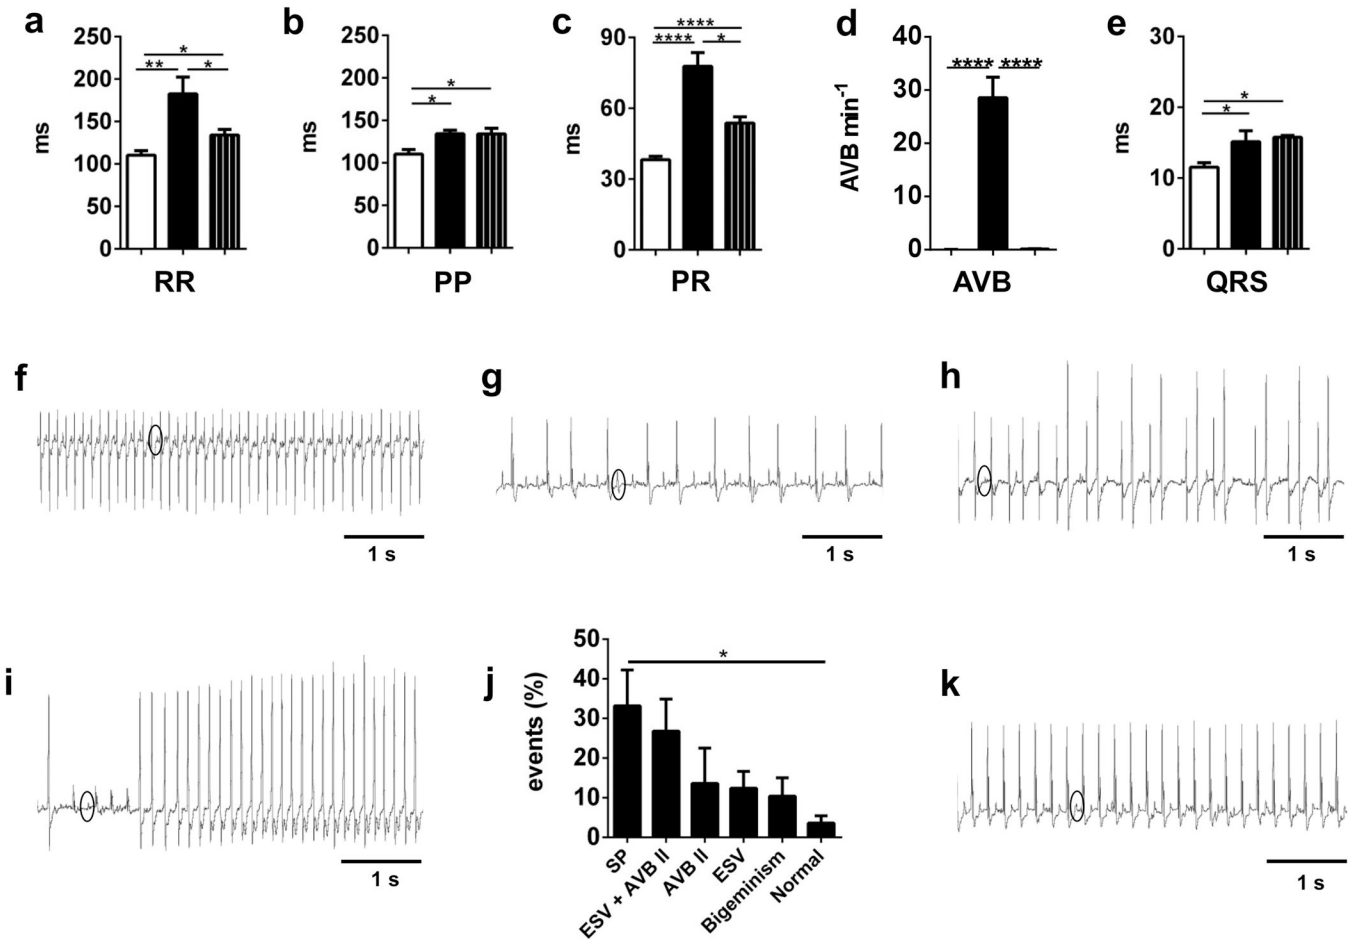 a
250
200
150
100
50
0
ms
*
**
*
RR
b
250
200
150
100
50
0
ms
*
*
PP
c
90
60
30
0
ms
****
****
*
PR
d
40
30
20
10
0
AVB min-1
**** ****
AVB
e
30
20
10
0
ms
*
*
QRS
f
1 s
g
1 s
h
1 s
i
1 s
j
50
40
30
20
10
0
events (%)
*
SP
ESV + AVB II
AVB II
ESV
Bigeminism
Normal
k
1 s